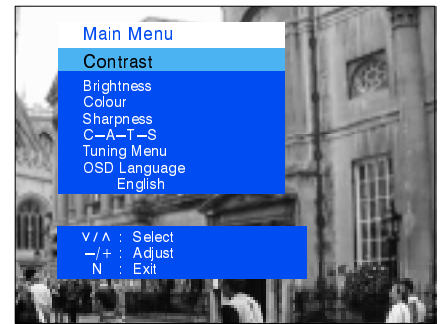 Main Menu
Contrast
Brightness
Colour
Sharpness
C–A–T–S
Tuning Menu
OSD Language
English
∨/∧ : Select
–/+ : Adjust
N : Exit